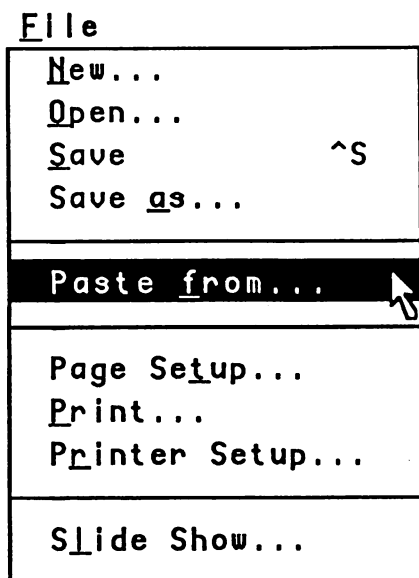 File
New...
Open...
Save ^S
Save as...
Paste from...
Page Setup...
Print...
Printer Setup...
Slide Show...